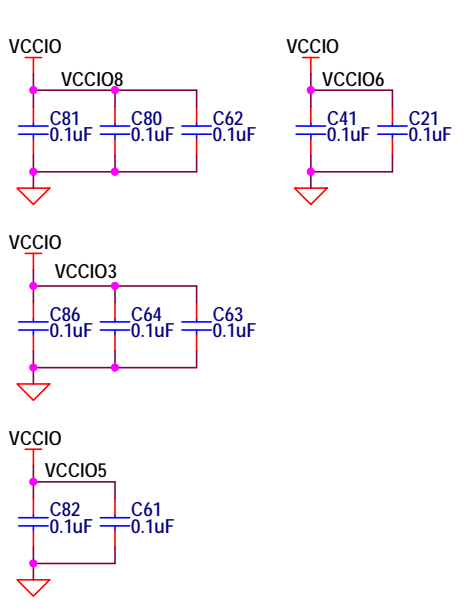 VCCIO VCCIO
VCCIO8 VCCIO6
C81 C80 C62 C41 C21
0.1uF 0.1uF 0.1uF 0.1uF 0.1uF
VCCIO
VCCIO3
C86 C64 C63
0.1uF 0.1uF 0.1uF
VCCIO
VCCIO5
C82 C61
0.1uF 0.1uF